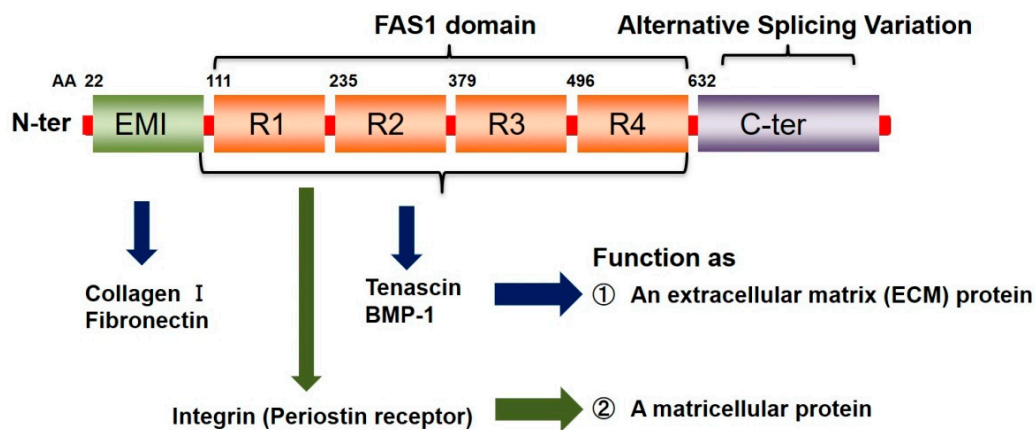 FAS1 domain
Alternative Splicing Variation
AA 22 111 235 379 496 632
N-ter EMI R1 R2 R3 R4 C-ter
Function as
Collagen Ⅰ
Fibronectin
Tenascin
BMP-1
① An extracellular matrix (ECM) protein
Integrin (Periostin receptor)
② A matricellular protein